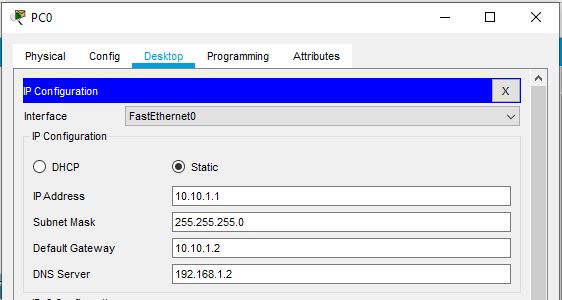 PC0
Physical Config Desktop Programming Attributes
IP Configuration X
Interface FastEthernet0
IP Configuration
DHCP Static
IP Address 10.10.1.1
Subnet Mask 255.255.255.0
Default Gateway 10.10.1.2
DNS Server 192.168.1.2